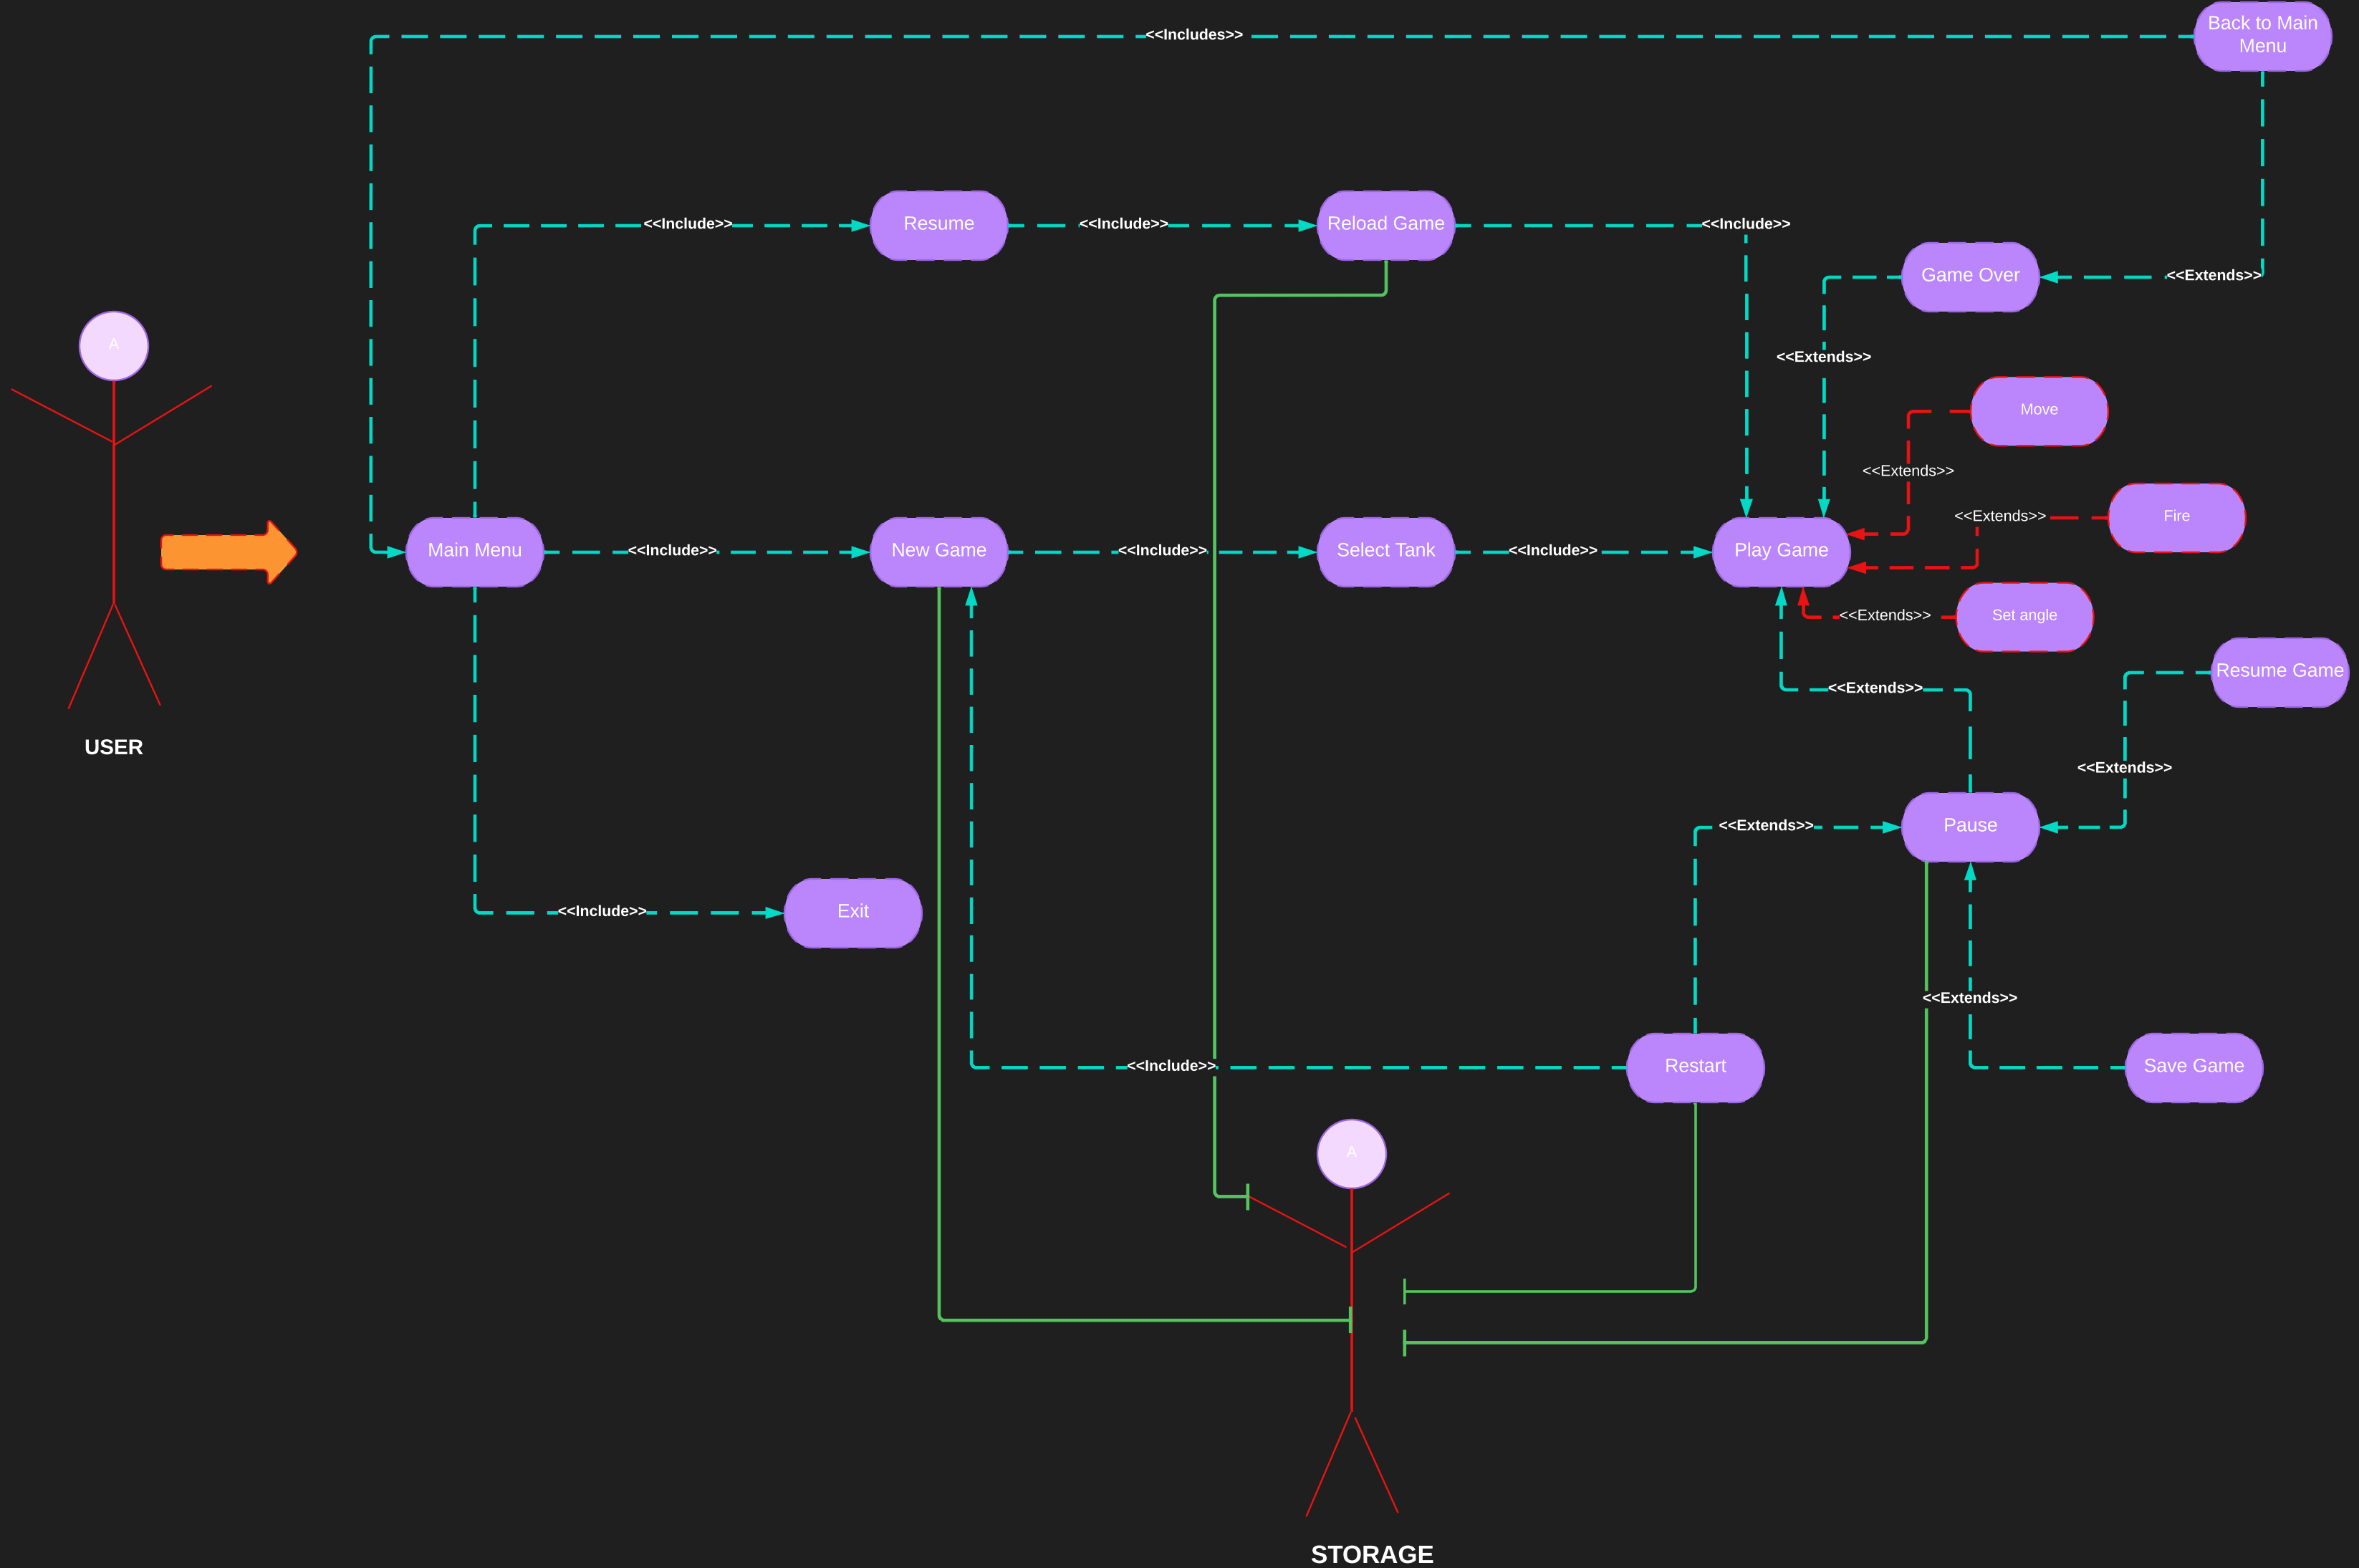 Back to Main
Menu
<<Includes>>
Resume
<<Include>>
<<Include>>
Reload Game
<<Include>>
Game Over
<<Extends>>
A
<<Extends>>
Move
<<Extends>>
<<Extends>>
Fire
Main Menu
<<Include>>
New Game
<<Include>>
Select Tank
<<Include>>
Play Game
<<Extends>>
Set angle
Resume Game
<<Extends>>
USER
<<Extends>>
<<Extends>>
Pause
<<Include>>
Exit
<<Extends>>
<<Include>>
Restart
Save Game
A
STORAGE